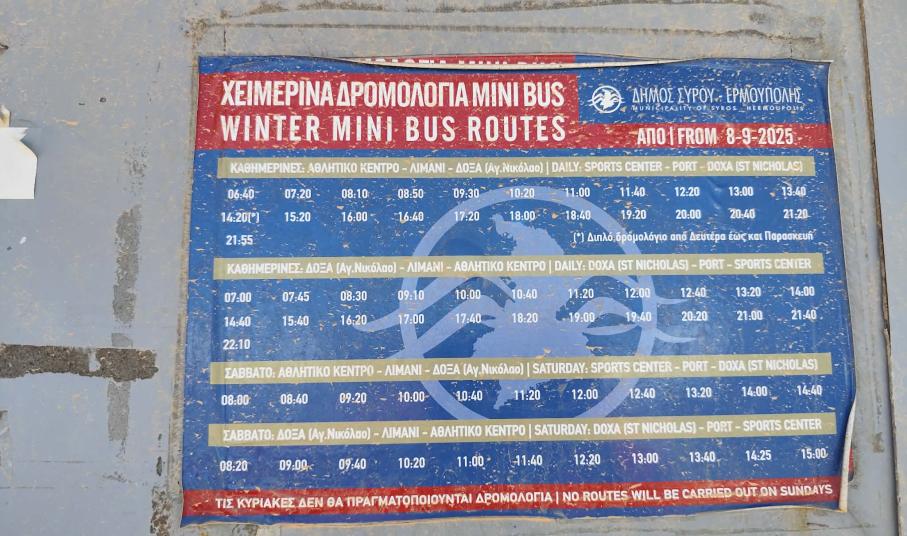 ΧΕΙΜΕΡΙΝΑ ΔΡΟΜΟΛΟΓΙΑ MINI BUS
WINTER MINI BUS ROUTES
ΔΗΜΟΣ ΣΥΡΟΥ - ΕΡΜΟΥΠΟΛΗΣ
MUNICIPALITY OF SYROS - HERMOUPOLIS
ΑΠΟ | FROM 8-9-2025
ΚΑΘΗΜΕΡΙΝΕΣ: ΑΘΛΗΤΙΚΟ ΚΕΝΤΡΟ - ΛΙΜΑΝΙ - ΔΟΞΑ (Αγ.Νικόλαο) | DAILY: SPORTS CENTER - PORT - DOXA (ST NICHOLAS)
06:40 07:20 08:10 08:50 09:30 10:20 11:00 11:40 12:20 13:00 13:40
14:20(*) 15:20 16:00 16:40 17:20 18:00 18:40 19:20 20:00 20:40 21:20
21:55 (*) Διπλό δρομολόγιο από Δευτέρα έως και Παρασκευή
ΚΑΘΗΜΕΡΙΝΕΣ: ΔΟΞΑ (Αγ.Νικόλαο) - ΛΙΜΑΝΙ - ΑΘΛΗΤΙΚΟ ΚΕΝΤΡΟ | DAILY: DOXA (ST NICHOLAS) - PORT - SPORTS CENTER
07:00 07:45 08:30 09:10 10:00 10:40 11:20 12:00 12:40 13:20 14:00
14:40 15:40 16:20 17:00 17:40 18:20 19:00 19:40 20:20 21:00 21:40
22:10
ΣΑΒΒΑΤΟ: ΑΘΛΗΤΙΚΟ ΚΕΝΤΡΟ - ΛΙΜΑΝΙ - ΔΟΞΑ (Αγ.Νικόλαο) | SATURDAY: SPORTS CENTER - PORT - DOXA (ST NICHOLAS)
08:00 08:40 09:20 10:00 10:40 11:20 12:00 12:40 13:20 14:00 14:40
ΣΑΒΒΑΤΟ: ΔΟΞΑ (Αγ.Νικόλαο) - ΛΙΜΑΝΙ - ΑΘΛΗΤΙΚΟ ΚΕΝΤΡΟ | SATURDAY: DOXA (ST NICHOLAS) - PORT - SPORTS CENTER
08:20 09:00 09:40 10:20 11:00 11:40 12:20 13:00 13:40 14:25 15:00
ΤΙΣ ΚΥΡΙΑΚΕΣ ΔΕΝ ΘΑ ΠΡΑΓΜΑΤΟΠΟΙΟΥΝΤΑΙ ΔΡΟΜΟΛΟΓΙΑ | NO ROUTES WILL BE CARRIED OUT ON SUNDAYS